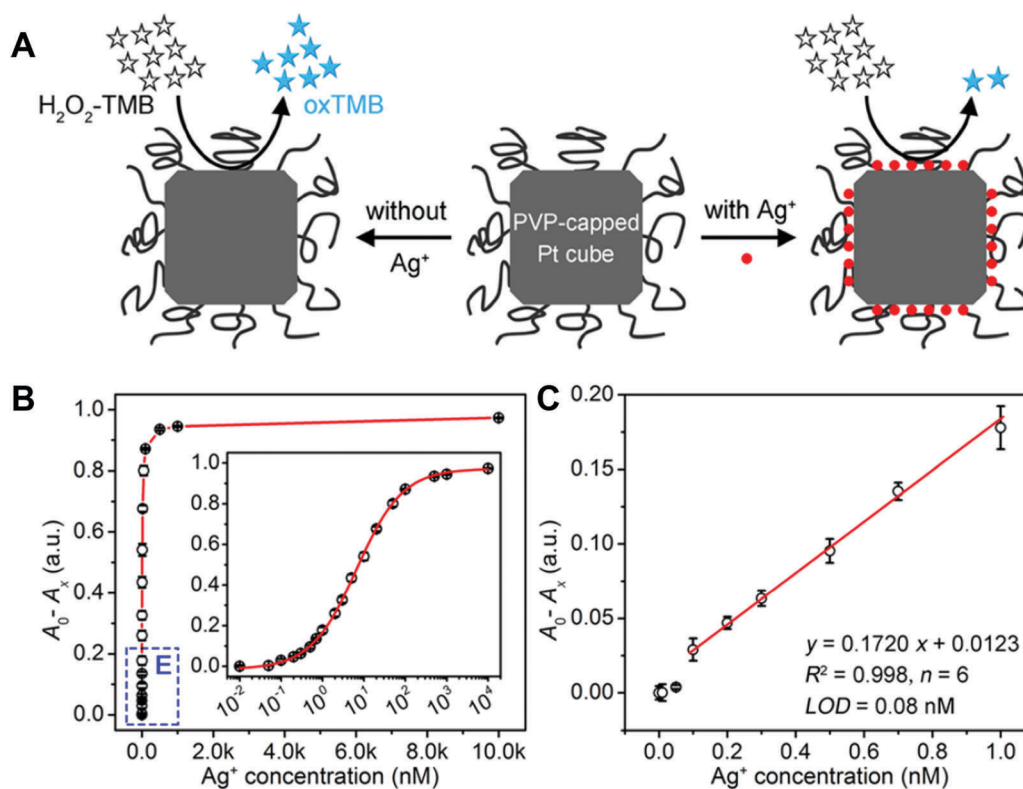 A
H₂O₂-TMB
oxTMB
without
Ag⁺
PVP-capped
Pt cube
with Ag⁺
B
1.0
0.8
0.6
0.4
0.2
0.0
A₀- Aₓ (a.u.)
E
1.0
0.8
0.6
0.4
0.2
0.0
10⁻² 10⁻¹ 10⁰ 10¹ 10² 10³ 10⁴
0.0 2.0k 4.0k 6.0k 8.0k 10.0k
Ag⁺ concentration (nM)
C
0.20
0.15
0.10
0.05
0.00
A₀- Aₓ (a.u.)
y = 0.1720 x + 0.0123
R² = 0.998, n = 6
LOD = 0.08 nM
0.0 0.2 0.4 0.6 0.8 1.0
Ag⁺ concentration (nM)